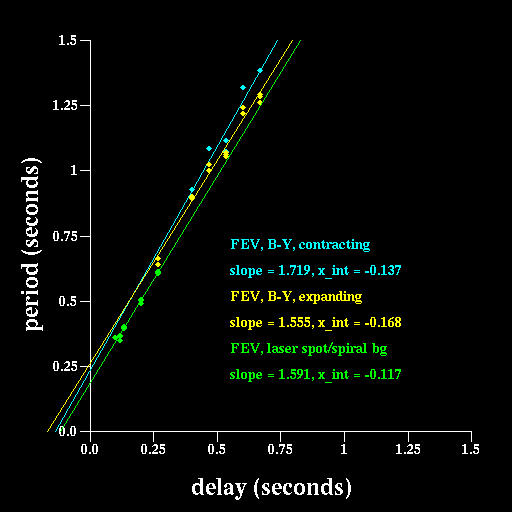 1.5
1.25
1
0.75
0.5
0.25
0.0
period (seconds)
FEV, B-Y, contracting
slope = 1.719, x_int = -0.137
FEV, B-Y, expanding
slope = 1.555, x_int = -0.168
FEV, laser spot/spiral bg
slope = 1.591, x_int = -0.117
0.0 0.25 0.5 0.75 1 1.25 1.5
delay (seconds)